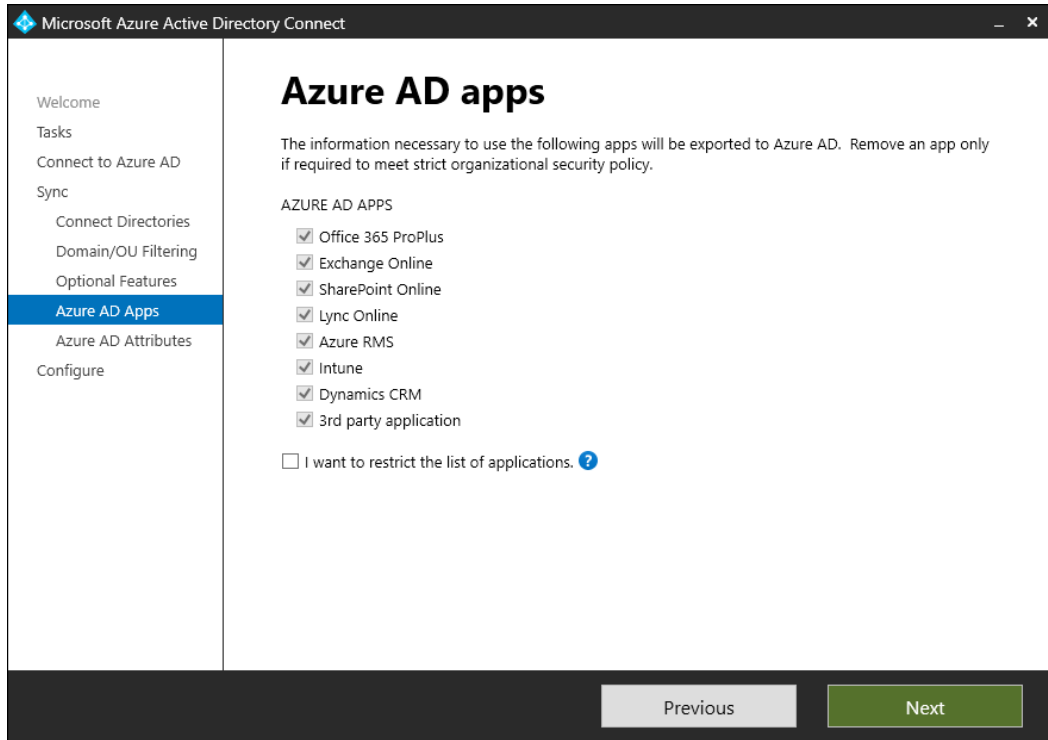 Microsoft Azure Active Directory Connect
Welcome
Tasks
Connect to Azure AD
Sync
Connect Directories
Domain/OU Filtering
Optional Features
Azure AD Apps
Azure AD Attributes
Configure
Azure AD apps
The information necessary to use the following apps will be exported to Azure AD.  Remove an app only
if required to meet strict organizational security policy.
AZURE AD APPS
Office 365 ProPlus
Exchange Online
SharePoint Online
Lync Online
Azure RMS
Intune
Dynamics CRM
3rd party application
I want to restrict the list of applications. ?
Previous
Next